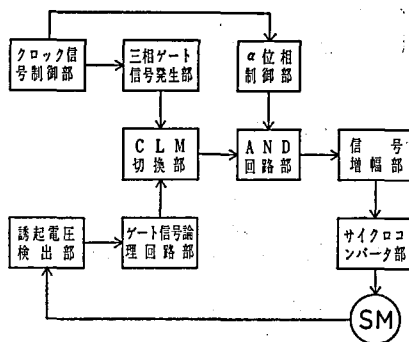 クロック信
号制御部
三相ゲート
信号発生部
α位相
制御部
CLM
切換部
AND
回路部
信号
増幅部
誘起電圧
検出部
ゲート信号論
理回路部
サイクロコ
ンバータ部
SM